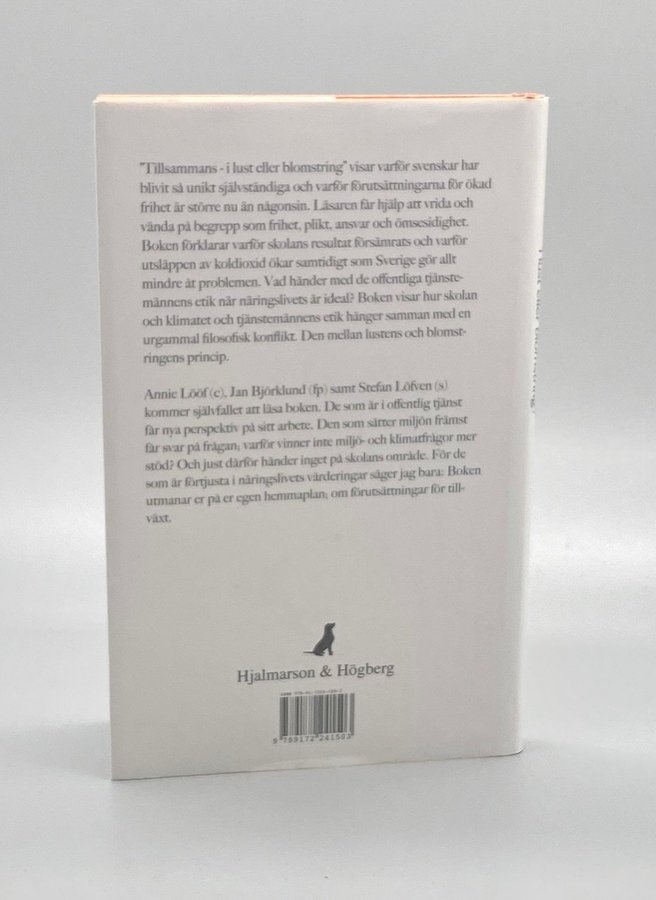 "Tillsammans - i lust eller blomstring" visar varför svenskar har
blivit så unikt självständiga och varför förutsättningarna för ökad
frihet är större nu än någonsin. Läsaren får hjälp att vrida och
vända på begrepp som frihet, plikt, ansvar och ömsesidighet.
Boken förklarar varför skolans resultat försämrats och varför
utsläppen av koldioxid ökar samtidigt som Sverige gör allt
mindre åt problemen. Vad händer med de offentliga tjänste-
männens etik när näringslivets är ideal? Boken visar hur skolan
och klimatet och tjänstemännens etik hänger samman med en
urgammal filosofisk konflikt. Den mellan lustens och blomst-
ringens princip.
Annie Lööf (c), Jan Björklund (fp) samt Stefan Löfven (s)
kommer självfallet att läsa boken. De som är i offentlig tjänst
får nya perspektiv på sitt arbete. Den som sätter miljön främst
får svar på frågan; varför vinner inte miljö- och klimatfrågor mer
stöd? Och just därför händer inget på skolans område. För de
som är förtjusta i näringslivets värderingar säger jag bara: Boken
utmanar er på er egen hemmaplan; om förutsättningar för till-
växt.
Hjalmarson & Högberg
9 789172 241503